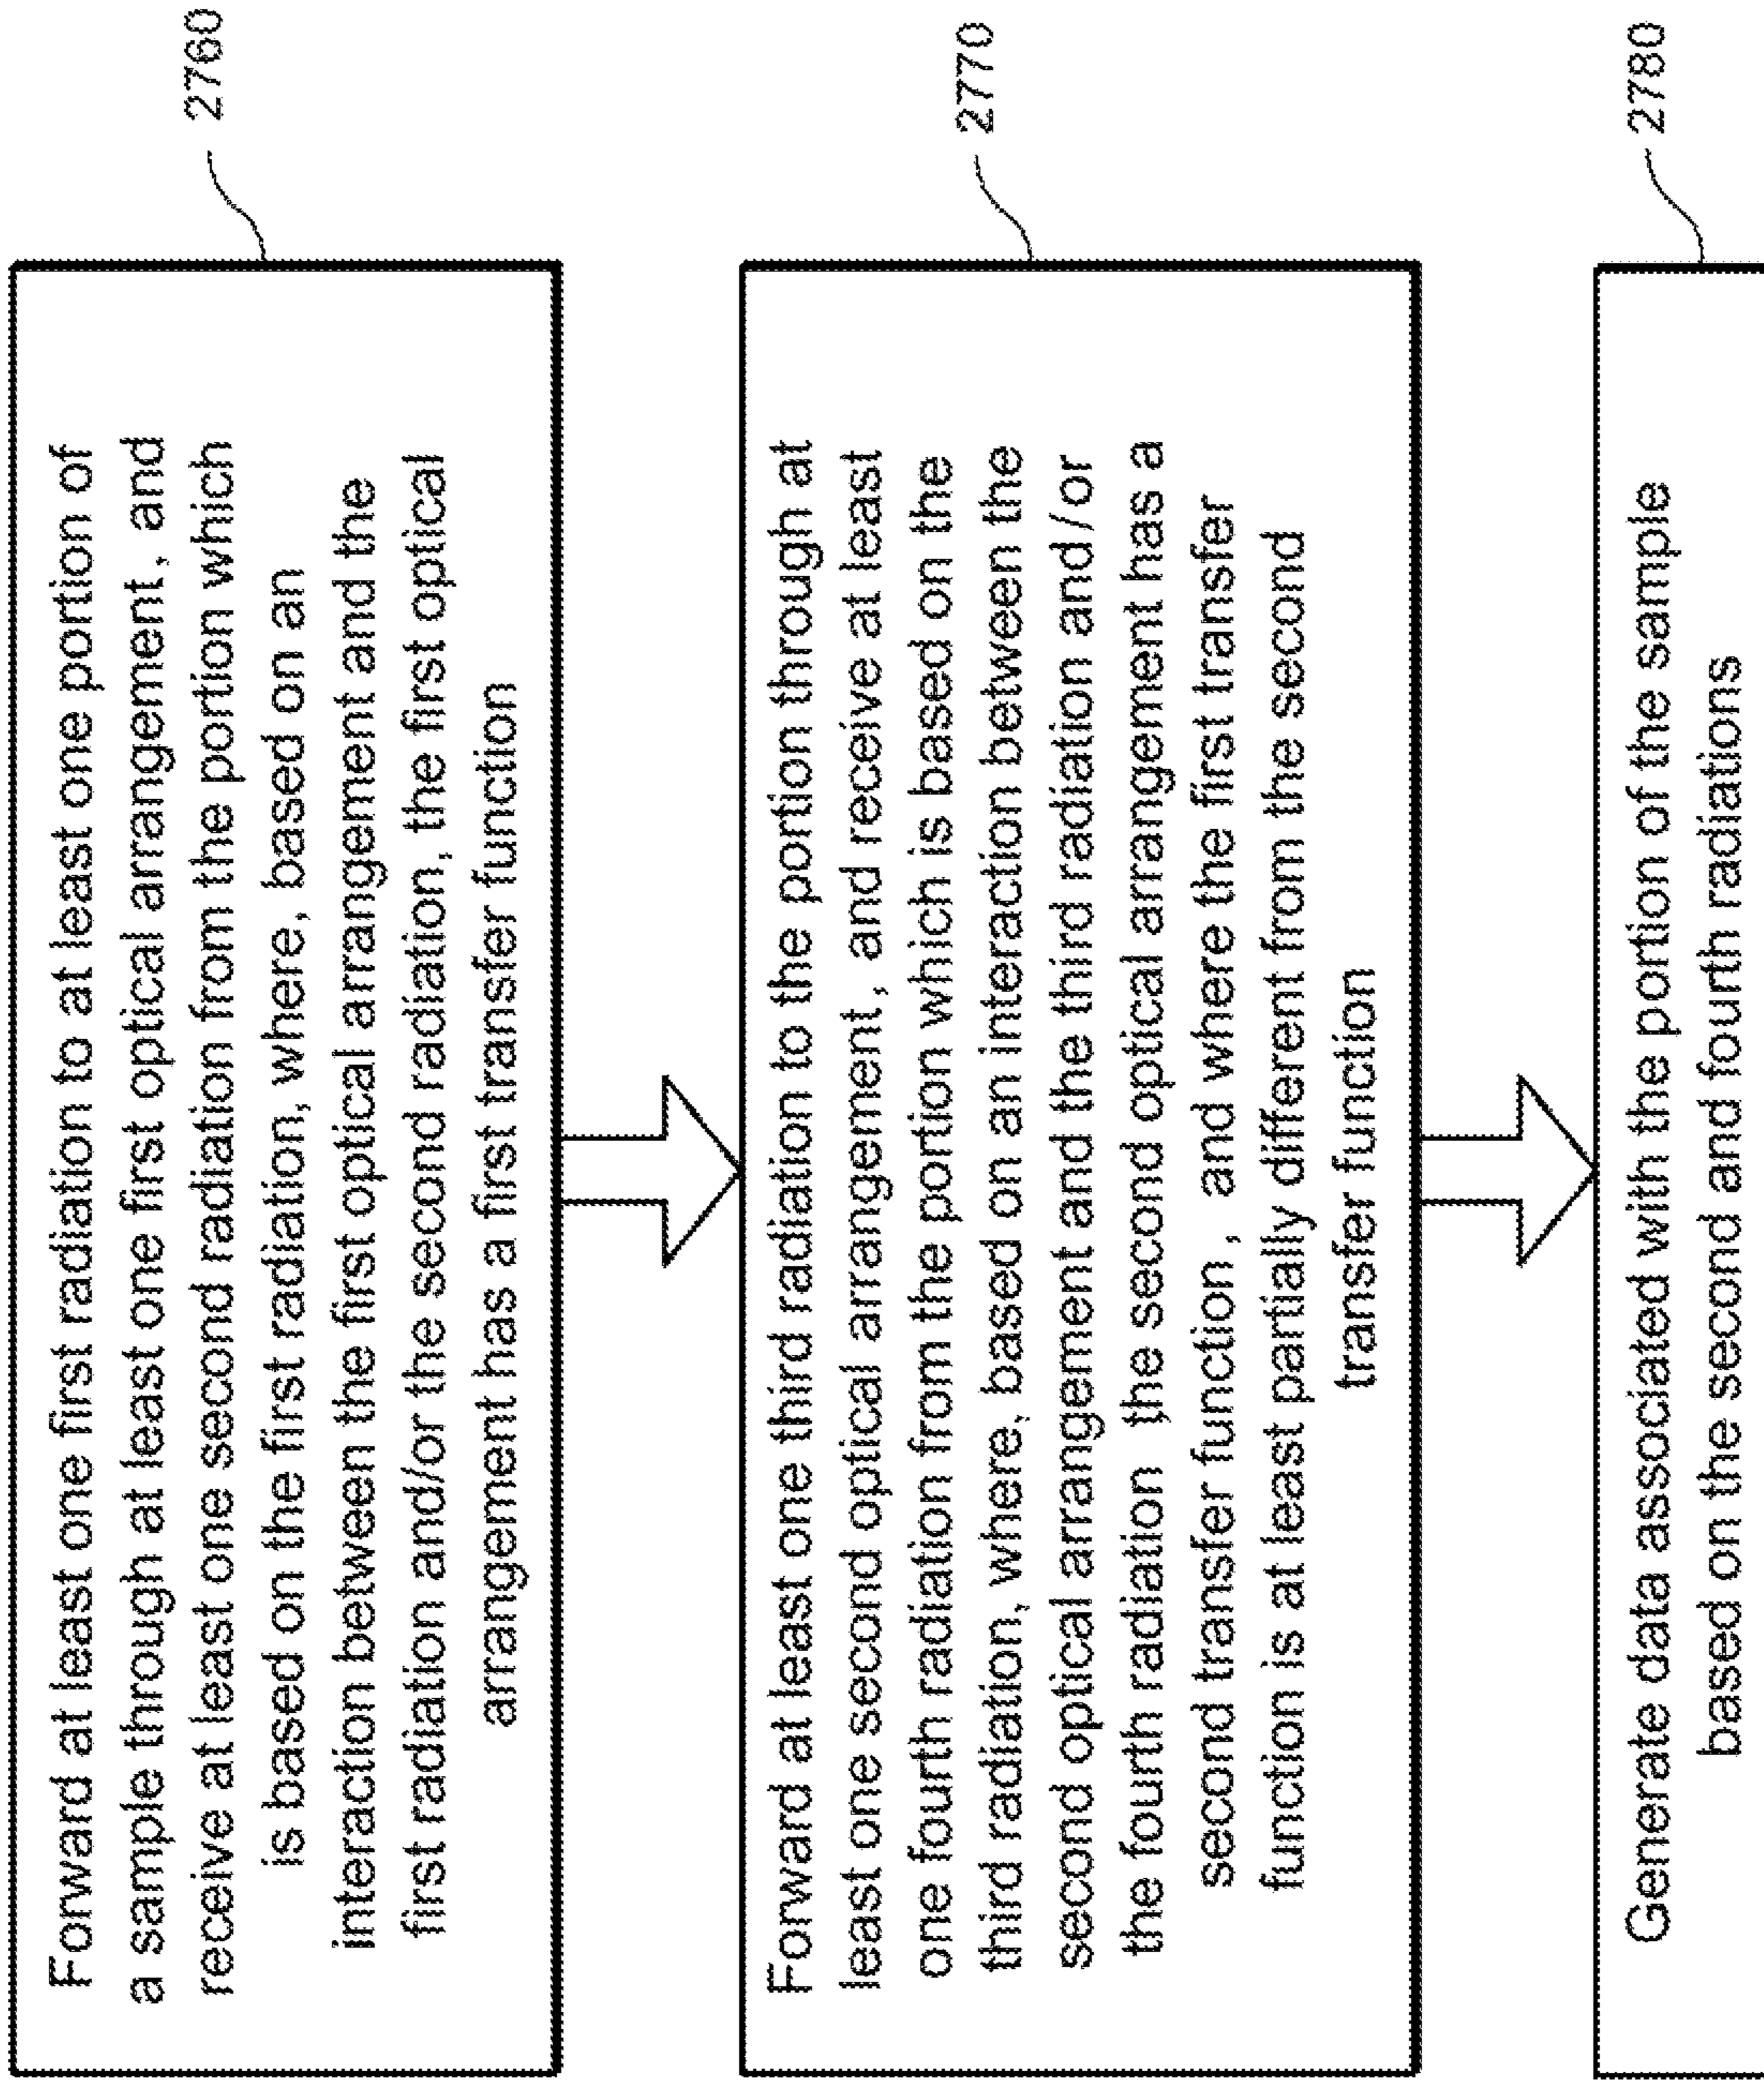 Forward at least one first radiation to at least one portion of
a sample through at least one first optical arrangement, and
receive at least one second radiation from the portion which
is based on the first radiation, where, based on an
interaction between the first optical arrangement and the
first radiation and/or the second radiation, the first optical
arrangement has a first transfer function
2760
Forward at least one third radiation to the portion through at
least one second optical arrangement, and receive at least
one fourth radiation from the portion which is based on the
third radiation, where, based on an interaction between the
second optical arrangement and the third radiation and/or
the fourth radiation the second optical arrangement has a
second transfer function, and where the first transfer
function is at least partially different from the second
transfer function
2770
Generate data associated with the portion of the sample
based on the second and fourth radiations
2780